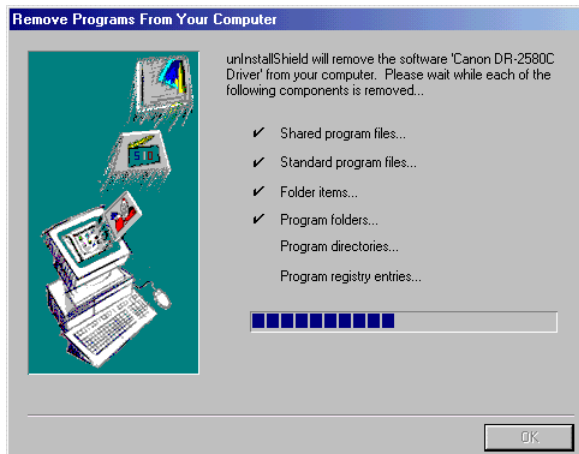 Remove Programs From Your Computer
unInstallShield will remove the software 'Canon DR-2580C
Driver' from your computer. Please wait while each of the
following components is removed...
✔ Shared program files...
✔ Standard program files...
✔ Folder items...
✔ Program folders...
Program directories...
Program registry entries...
OK